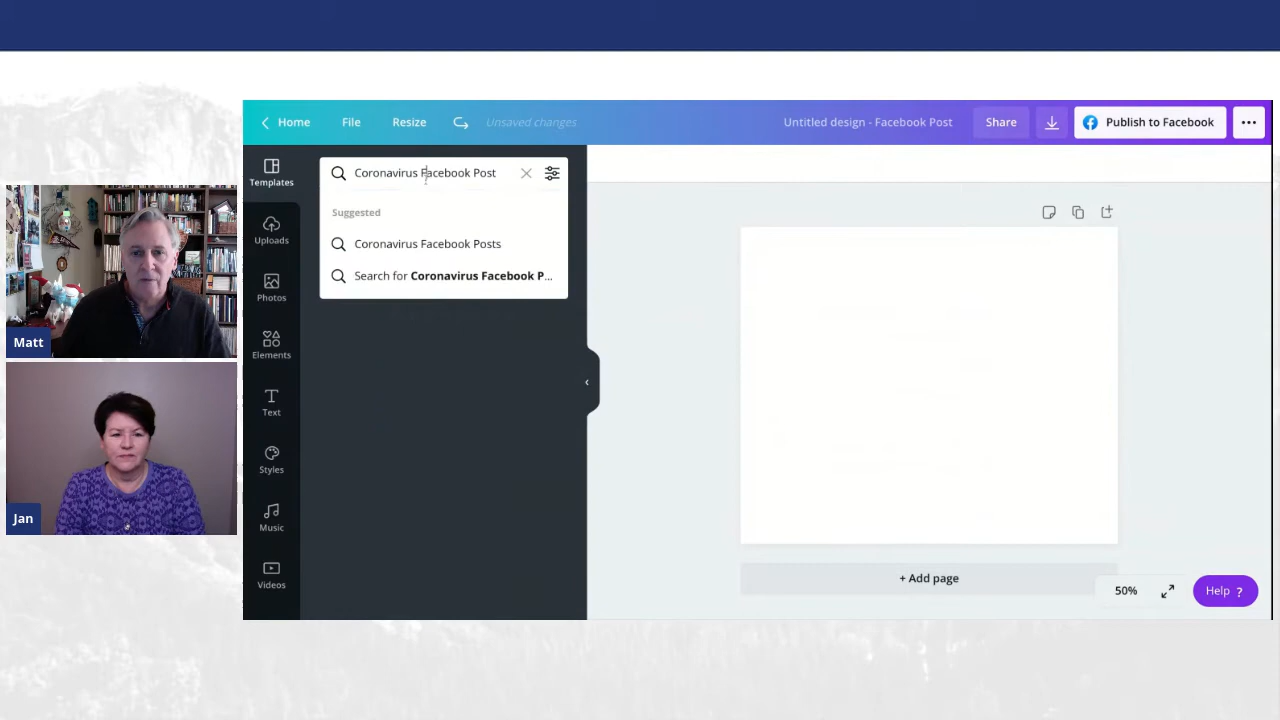 Home
File
Resize
Unsaved changes
Untitled design - Facebook Post
Share
Publish to Facebook
Templates
Uploads
Photos
Elements
Text
Styles
Music
Videos
Coronavirus Facebook Post
Suggested
Coronavirus Facebook Posts
Search for Coronavirus Facebook P...
+ Add page
50%
Help ?
Matt
Jan